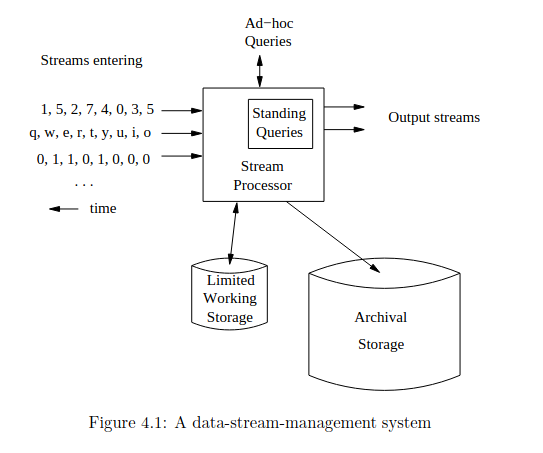 Ad−hoc
Queries
Streams entering
1, 5, 2, 7, 4, 0, 3, 5
q, w, e, r, t, y, u, i, o
0, 1, 1, 0, 1, 0, 0, 0
. . .
time
Standing
Queries
Stream
Processor
Output streams
Limited
Working
Storage
Archival
Storage
Figure 4.1: A data-stream-management system